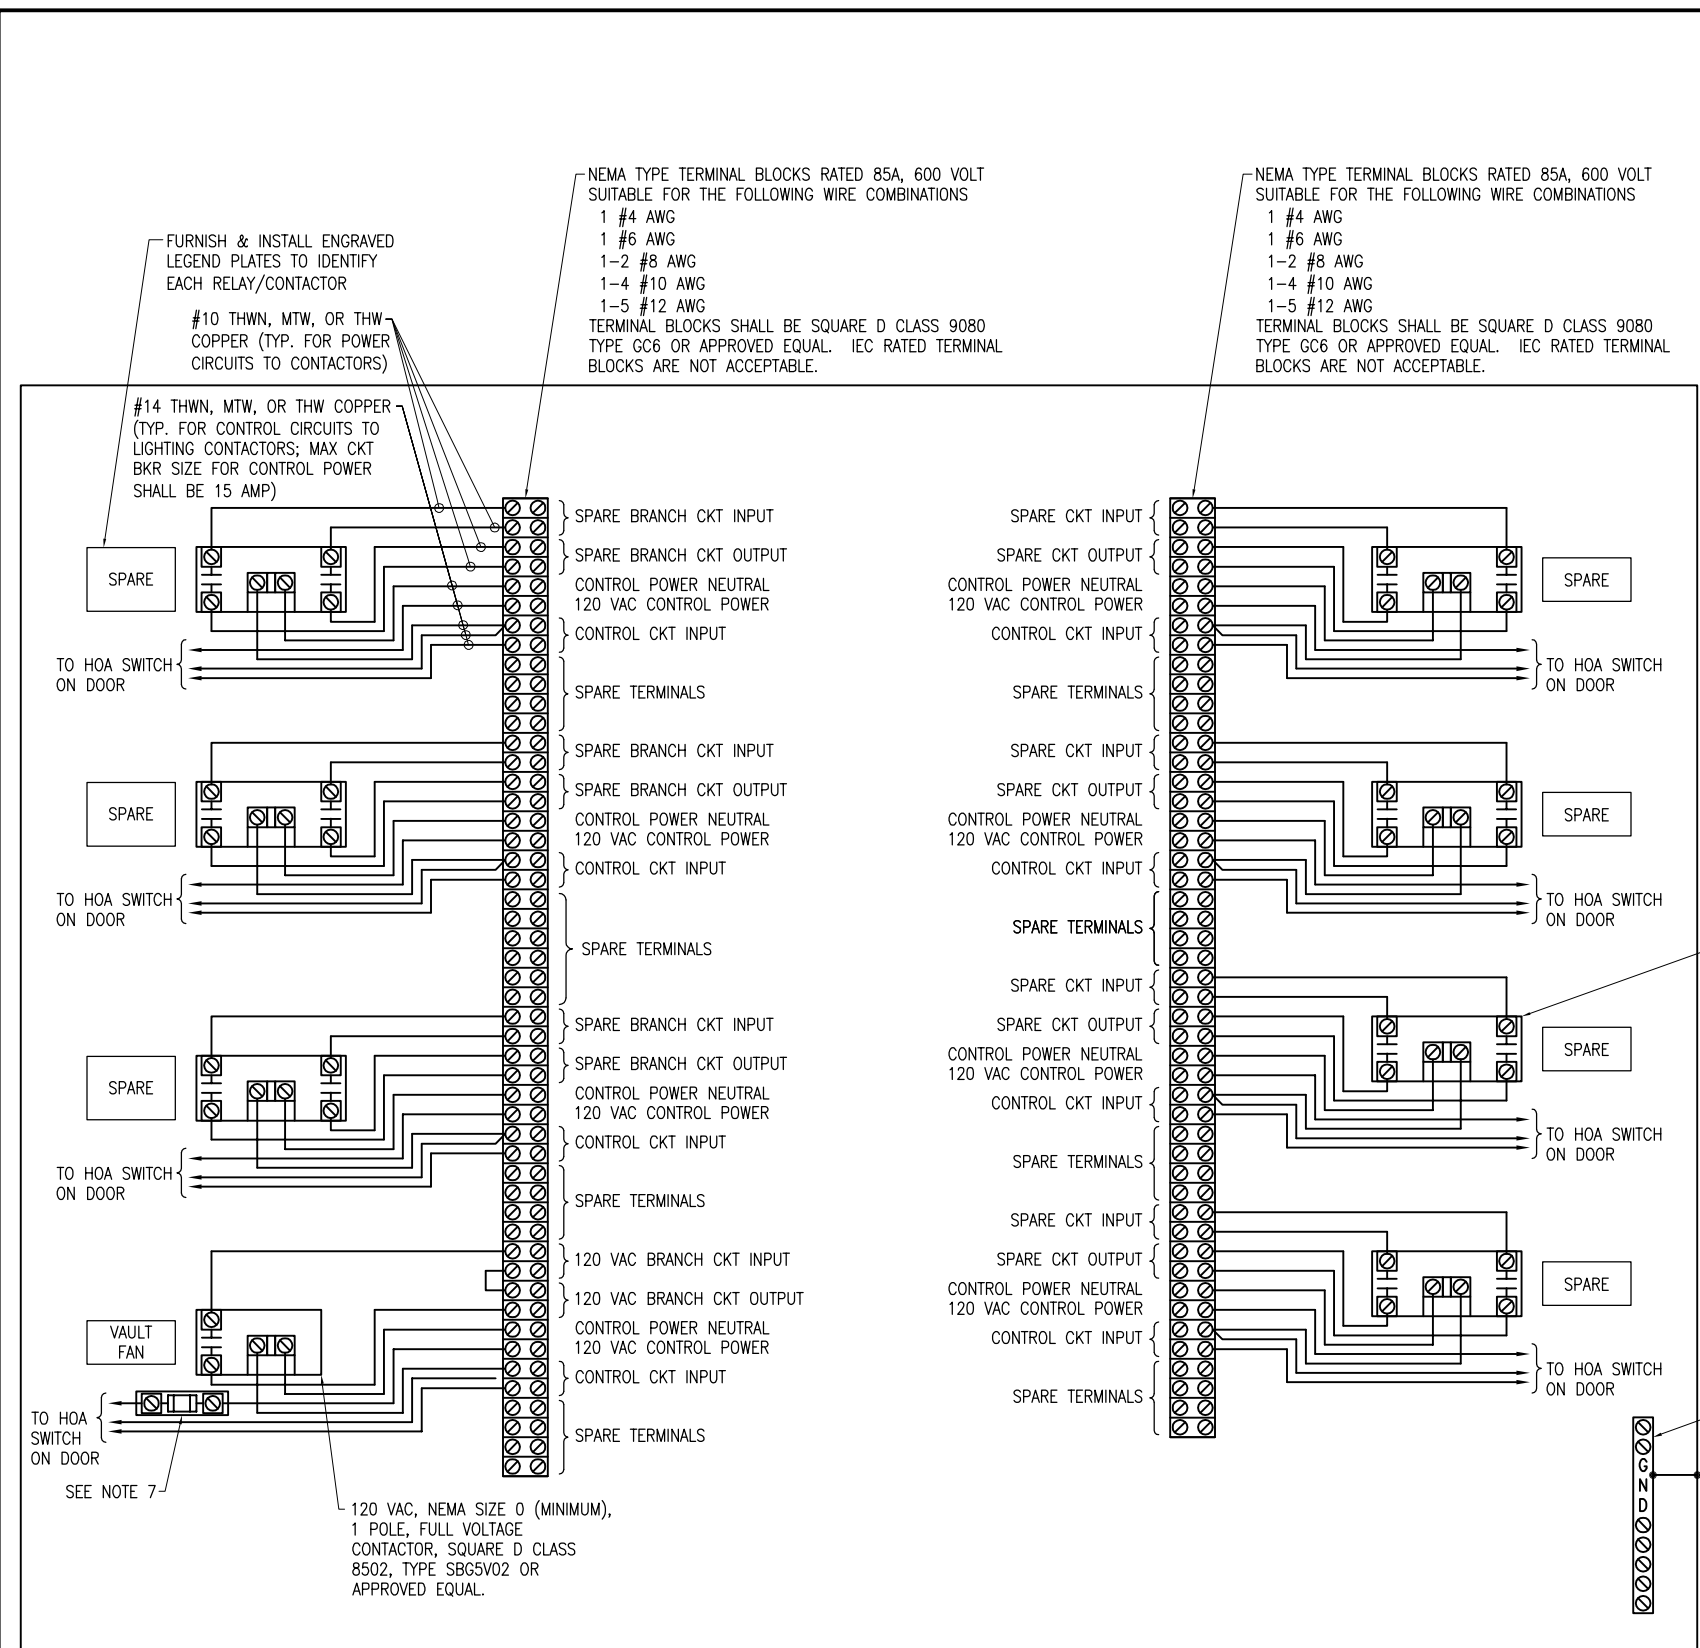 NEMA TYPE TERMINAL BLOCKS RATED 85A, 600 VOLT
SUITABLE FOR THE FOLLOWING WIRE COMBINATIONS
1 #4 AWG
1 #6 AWG
1-2 #8 AWG
1-4 #10 AWG
1-5 #12 AWG
TERMINAL BLOCKS SHALL BE SQUARE D CLASS 9080
TYPE GC6 OR APPROVED EQUAL. IEC RATED TERMINAL
BLOCKS ARE NOT ACCEPTABLE.
NEMA TYPE TERMINAL BLOCKS RATED 85A, 600 VOLT
SUITABLE FOR THE FOLLOWING WIRE COMBINATIONS
1 #4 AWG
1 #6 AWG
1-2 #8 AWG
1-4 #10 AWG
1-5 #12 AWG
TERMINAL BLOCKS SHALL BE SQUARE D CLASS 9080
TYPE GC6 OR APPROVED EQUAL. IEC RATED TERMINAL
BLOCKS ARE NOT ACCEPTABLE.
FURNISH & INSTALL ENGRAVED
LEGEND PLATES TO IDENTIFY
EACH RELAY/CONTACTOR
#10 THWN, MTW, OR THW
COPPER (TYP. FOR POWER
CIRCUITS TO CONTACTORS)
#14 THWN, MTW, OR THW COPPER
(TYP. FOR CONTROL CIRCUITS TO
LIGHTING CONTACTORS; MAX CKT
BKR SIZE FOR CONTROL POWER
SHALL BE 15 AMP)
SPARE
TO HOA SWITCH
ON DOOR
SPARE BRANCH CKT INPUT
SPARE BRANCH CKT OUTPUT
CONTROL POWER NEUTRAL
120 VAC CONTROL POWER
CONTROL CKT INPUT
SPARE TERMINALS
SPARE
TO HOA SWITCH
ON DOOR
SPARE BRANCH CKT INPUT
SPARE BRANCH CKT OUTPUT
CONTROL POWER NEUTRAL
120 VAC CONTROL POWER
CONTROL CKT INPUT
SPARE TERMINALS
SPARE
TO HOA SWITCH
ON DOOR
SPARE BRANCH CKT INPUT
SPARE BRANCH CKT OUTPUT
CONTROL POWER NEUTRAL
120 VAC CONTROL POWER
CONTROL CKT INPUT
SPARE TERMINALS
VAULT
FAN
TO HOA
SWITCH
ON DOOR
SEE NOTE 7
120 VAC BRANCH CKT INPUT
120 VAC BRANCH CKT OUTPUT
CONTROL POWER NEUTRAL
120 VAC CONTROL POWER
CONTROL CKT INPUT
SPARE TERMINALS
120 VAC, NEMA SIZE 0 (MINIMUM),
1 POLE, FULL VOLTAGE
CONTACTOR, SQUARE D CLASS
8502, TYPE SBG5V02 OR
APPROVED EQUAL.
SPARE CKT INPUT
SPARE CKT OUTPUT
CONTROL POWER NEUTRAL
120 VAC CONTROL POWER
CONTROL CKT INPUT
SPARE TERMINALS
SPARE
TO HOA SWITCH
ON DOOR
SPARE CKT INPUT
SPARE CKT OUTPUT
CONTROL POWER NEUTRAL
120 VAC CONTROL POWER
CONTROL CKT INPUT
SPARE TERMINALS
SPARE
TO HOA SWITCH
ON DOOR
SPARE CKT INPUT
SPARE CKT OUTPUT
CONTROL POWER NEUTRAL
120 VAC CONTROL POWER
CONTROL CKT INPUT
SPARE TERMINALS
SPARE
TO HOA SWITCH
ON DOOR
SPARE CKT INPUT
SPARE CKT OUTPUT
CONTROL POWER NEUTRAL
120 VAC CONTROL POWER
CONTROL CKT INPUT
SPARE TERMINALS
SPARE
TO HOA SWITCH
ON DOOR
GND